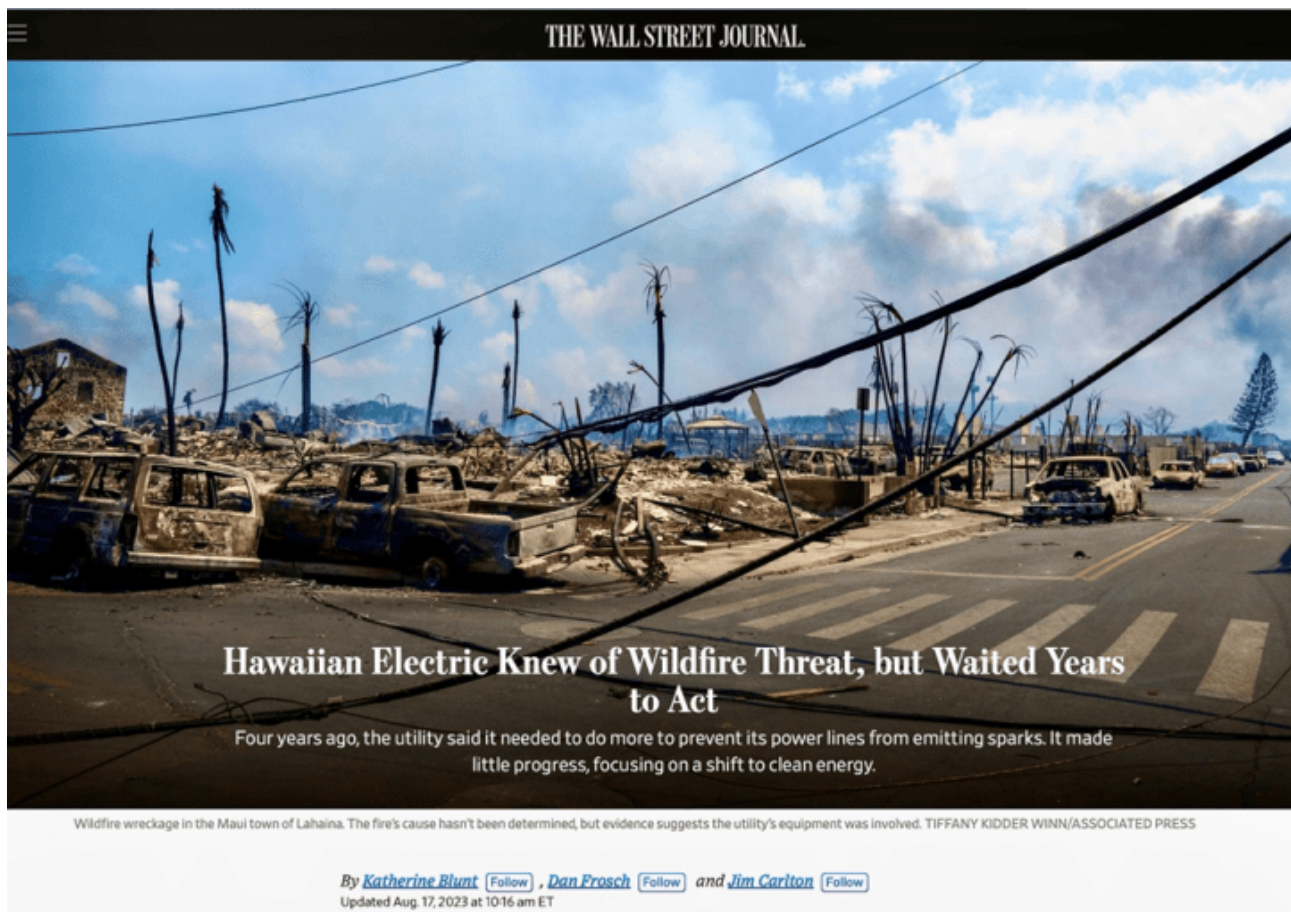 THE WALL STREET JOURNAL.
Hawaiian Electric Knew of Wildfire Threat, but Waited Years
to Act
Four years ago, the utility said it needed to do more to prevent its power lines from emitting sparks. It made
little progress, focusing on a shift to clean energy.
Wildfire wreckage in the Maui town of Lahaina. The fire's cause hasn't been determined, but evidence suggests the utility's equipment was involved. TIFFANY KIDDER WINN/ASSOCIATED PRESS
By Katherine Blunt Follow , Dan Frosch Follow and Jim Carlton Follow
Updated Aug. 17, 2023 at 10:16 am ET